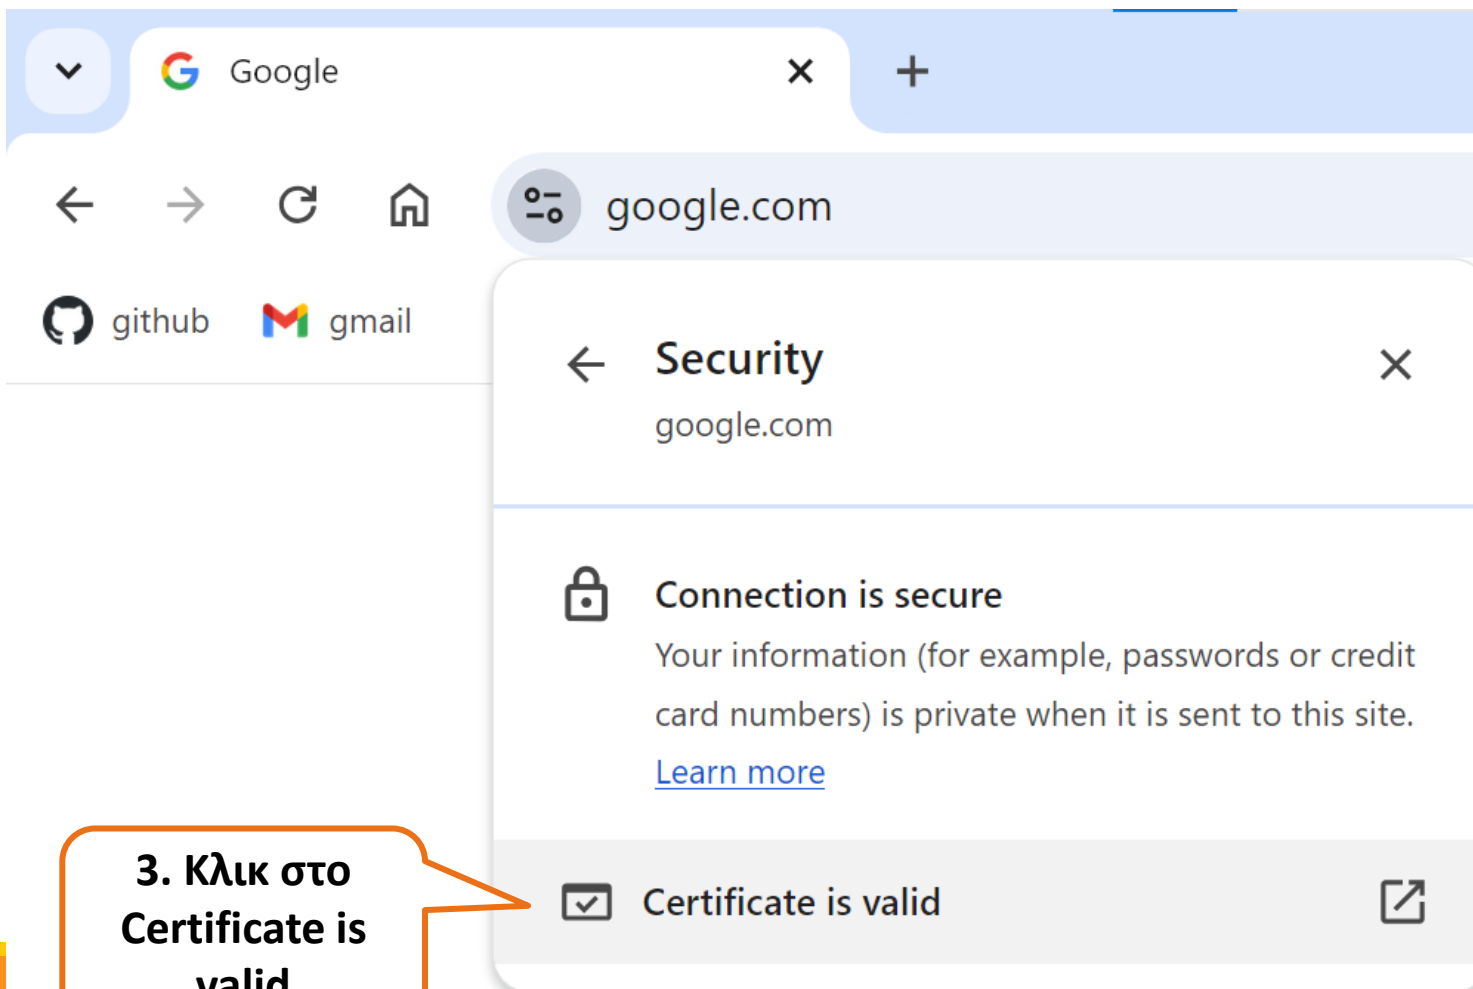 Google
google.com
github
gmail
Security
google.com
Connection is secure
Your information (for example, passwords or credit
card numbers) is private when it is sent to this site.
Learn more
3. Κλικ στο
Certificate is
valid
Certificate is valid